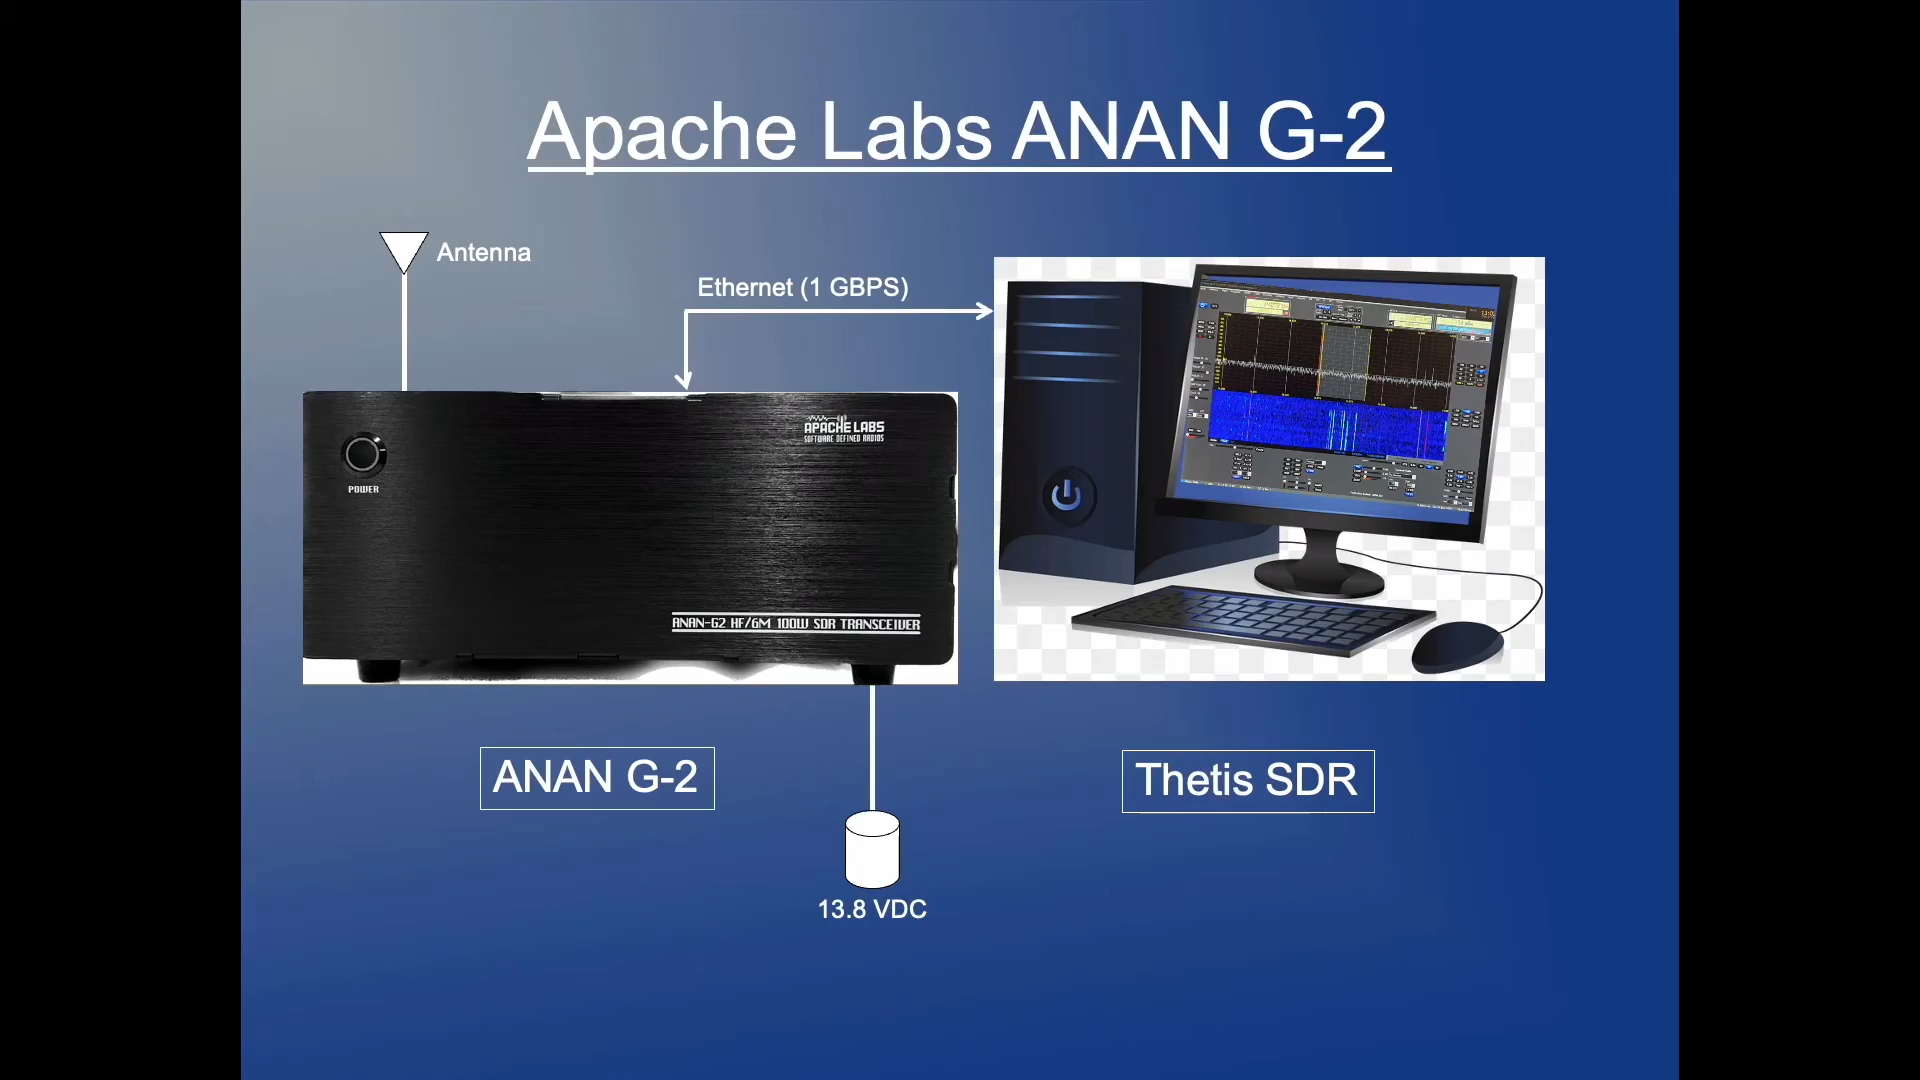 Apache Labs ANAN G-2
Antenna
Ethernet (1 GBPS)
APACHE LABS
SOFTWARE DEFINED RADIOS
POWER
ANAN-G2 HF/6M 100W SDR TRANSCEIVER
ANAN G-2
Thetis SDR
13.8 VDC